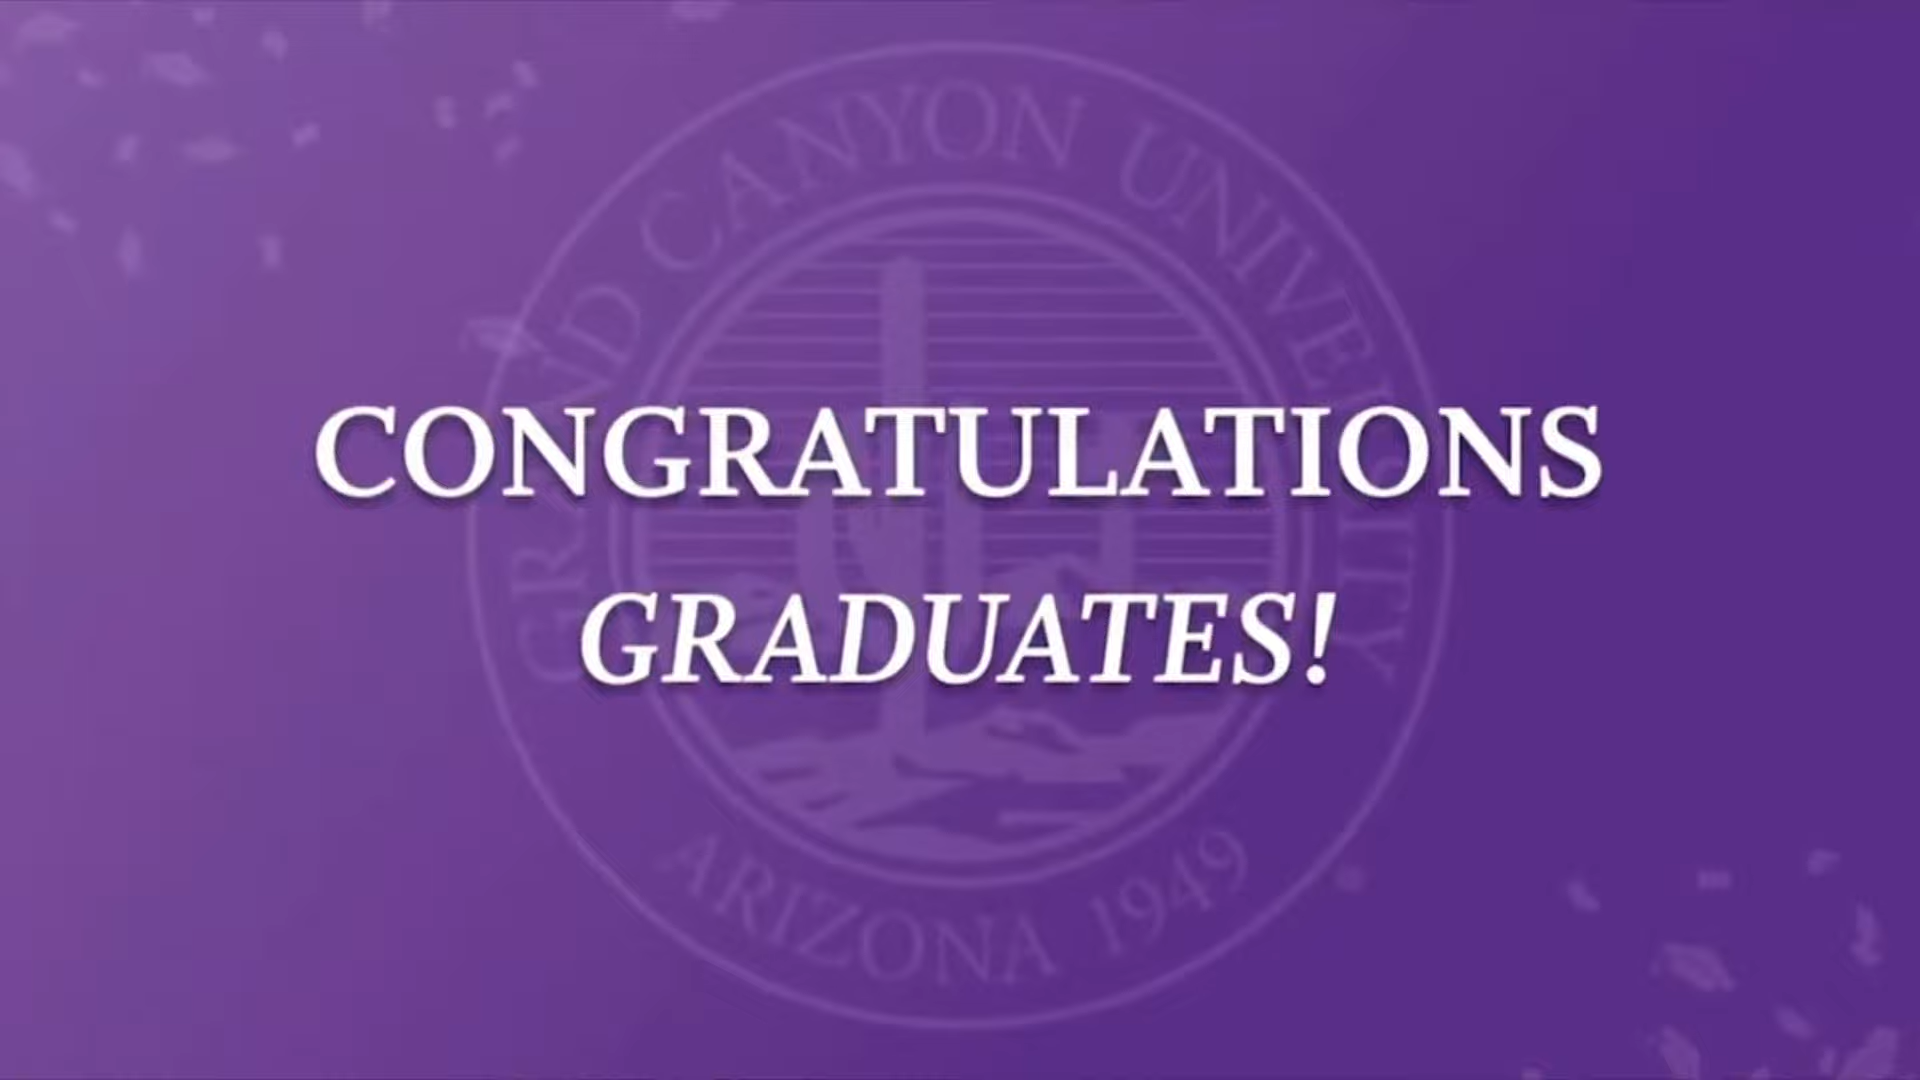 GRAND CANYON UNIVERSITY
CONGRATULATIONS
GRADUATES!
ARIZONA 1949